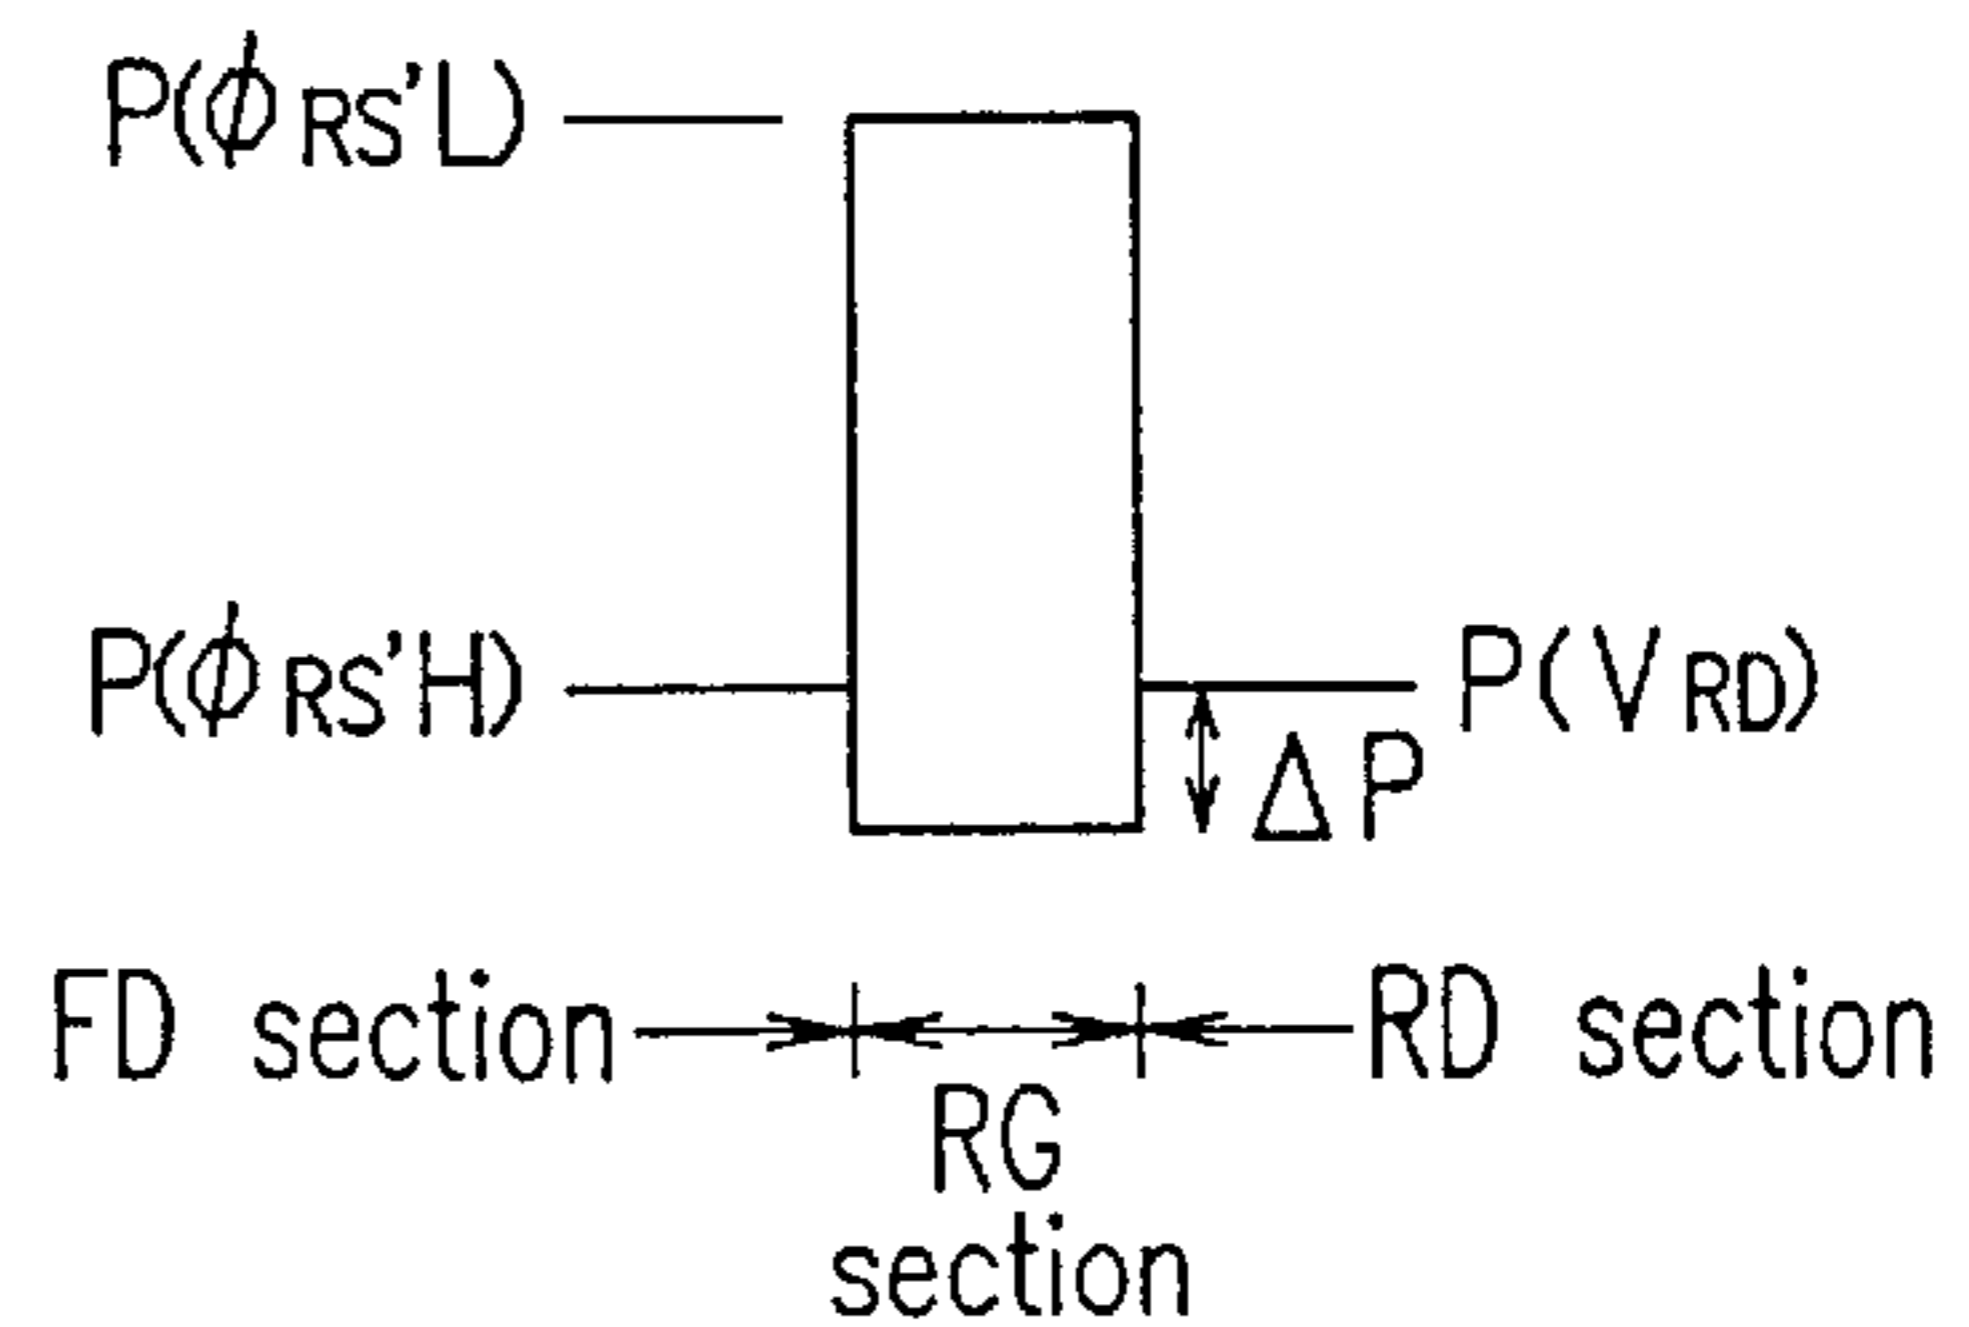 P(ϕRS'L)
P(ϕRS'H)
P(VRD)
ΔP
FD section
RG section
RD section